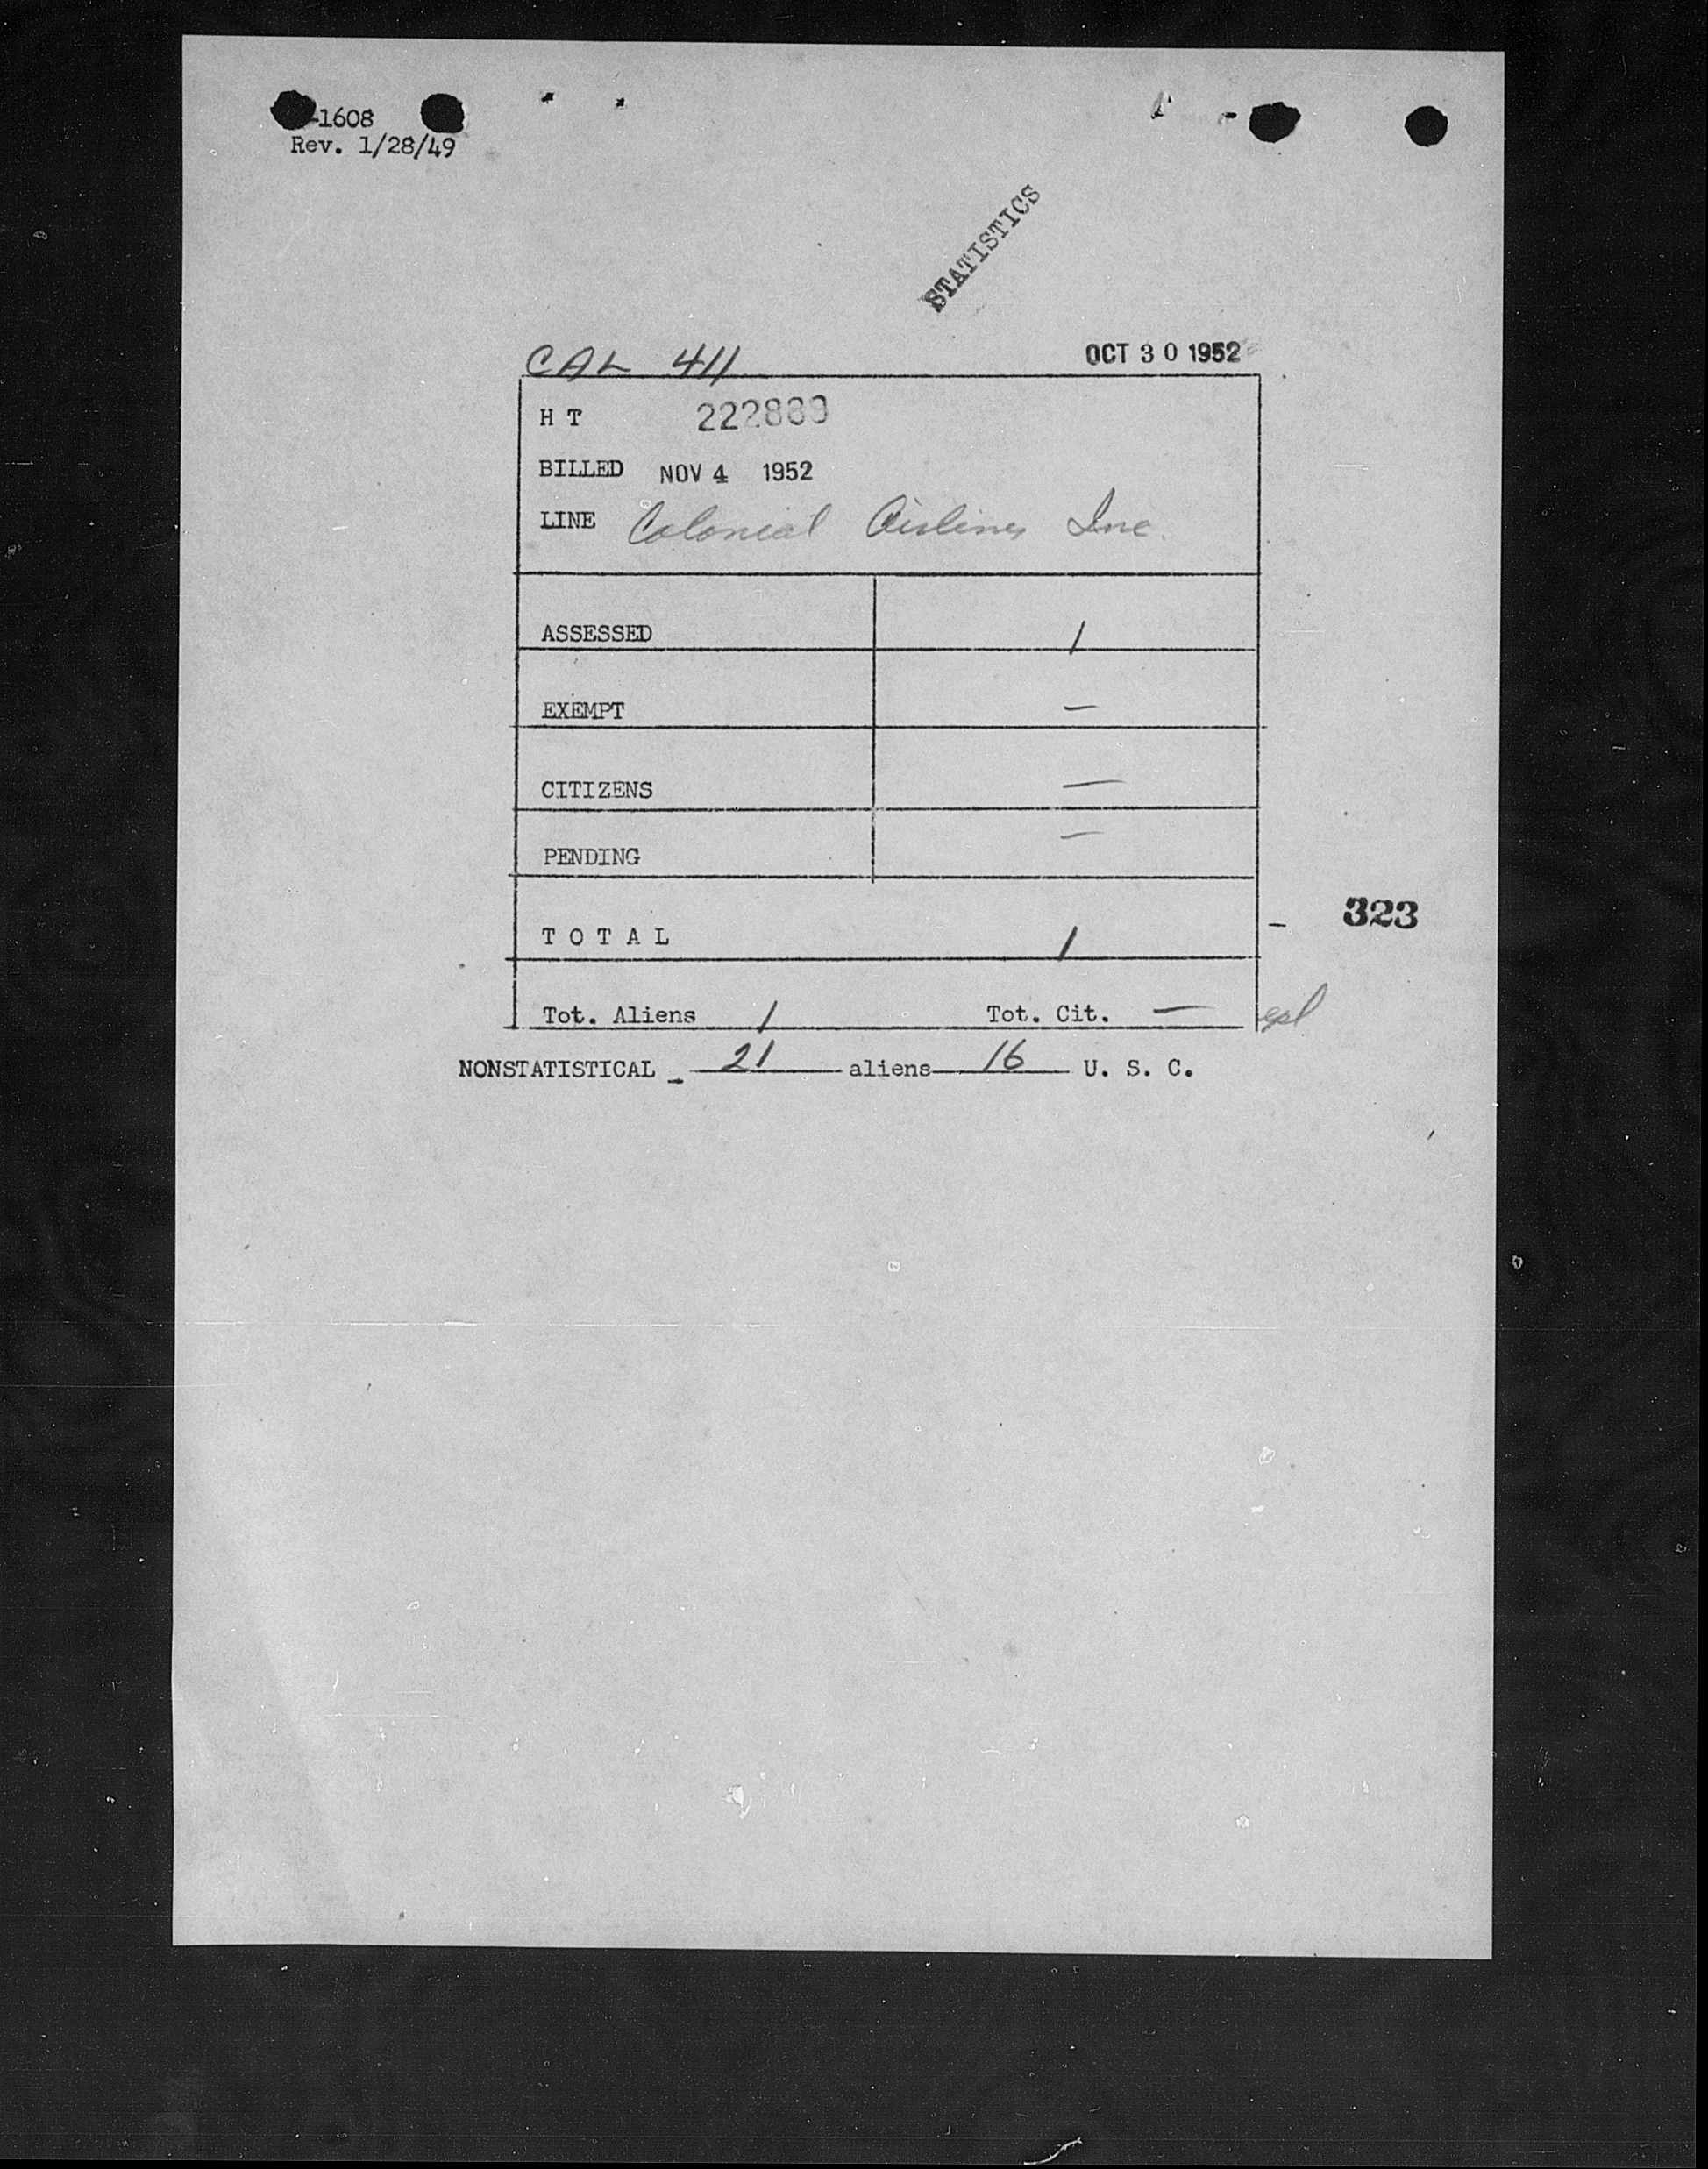 -1608
Rev. 1/28/49
STATISTICS
CAL 411 OCT 30 1952
H T 222889
BILLED NOV 4 1952
LINE Colonial Airlines Inc.
ASSESSED 1
EXEMPT —
CITIZENS —
PENDING —
T O T A L 1 – 323
Tot. Aliens 1 Tot. Cit. —
NONSTATISTICAL - 21 aliens 16 U. S. C.